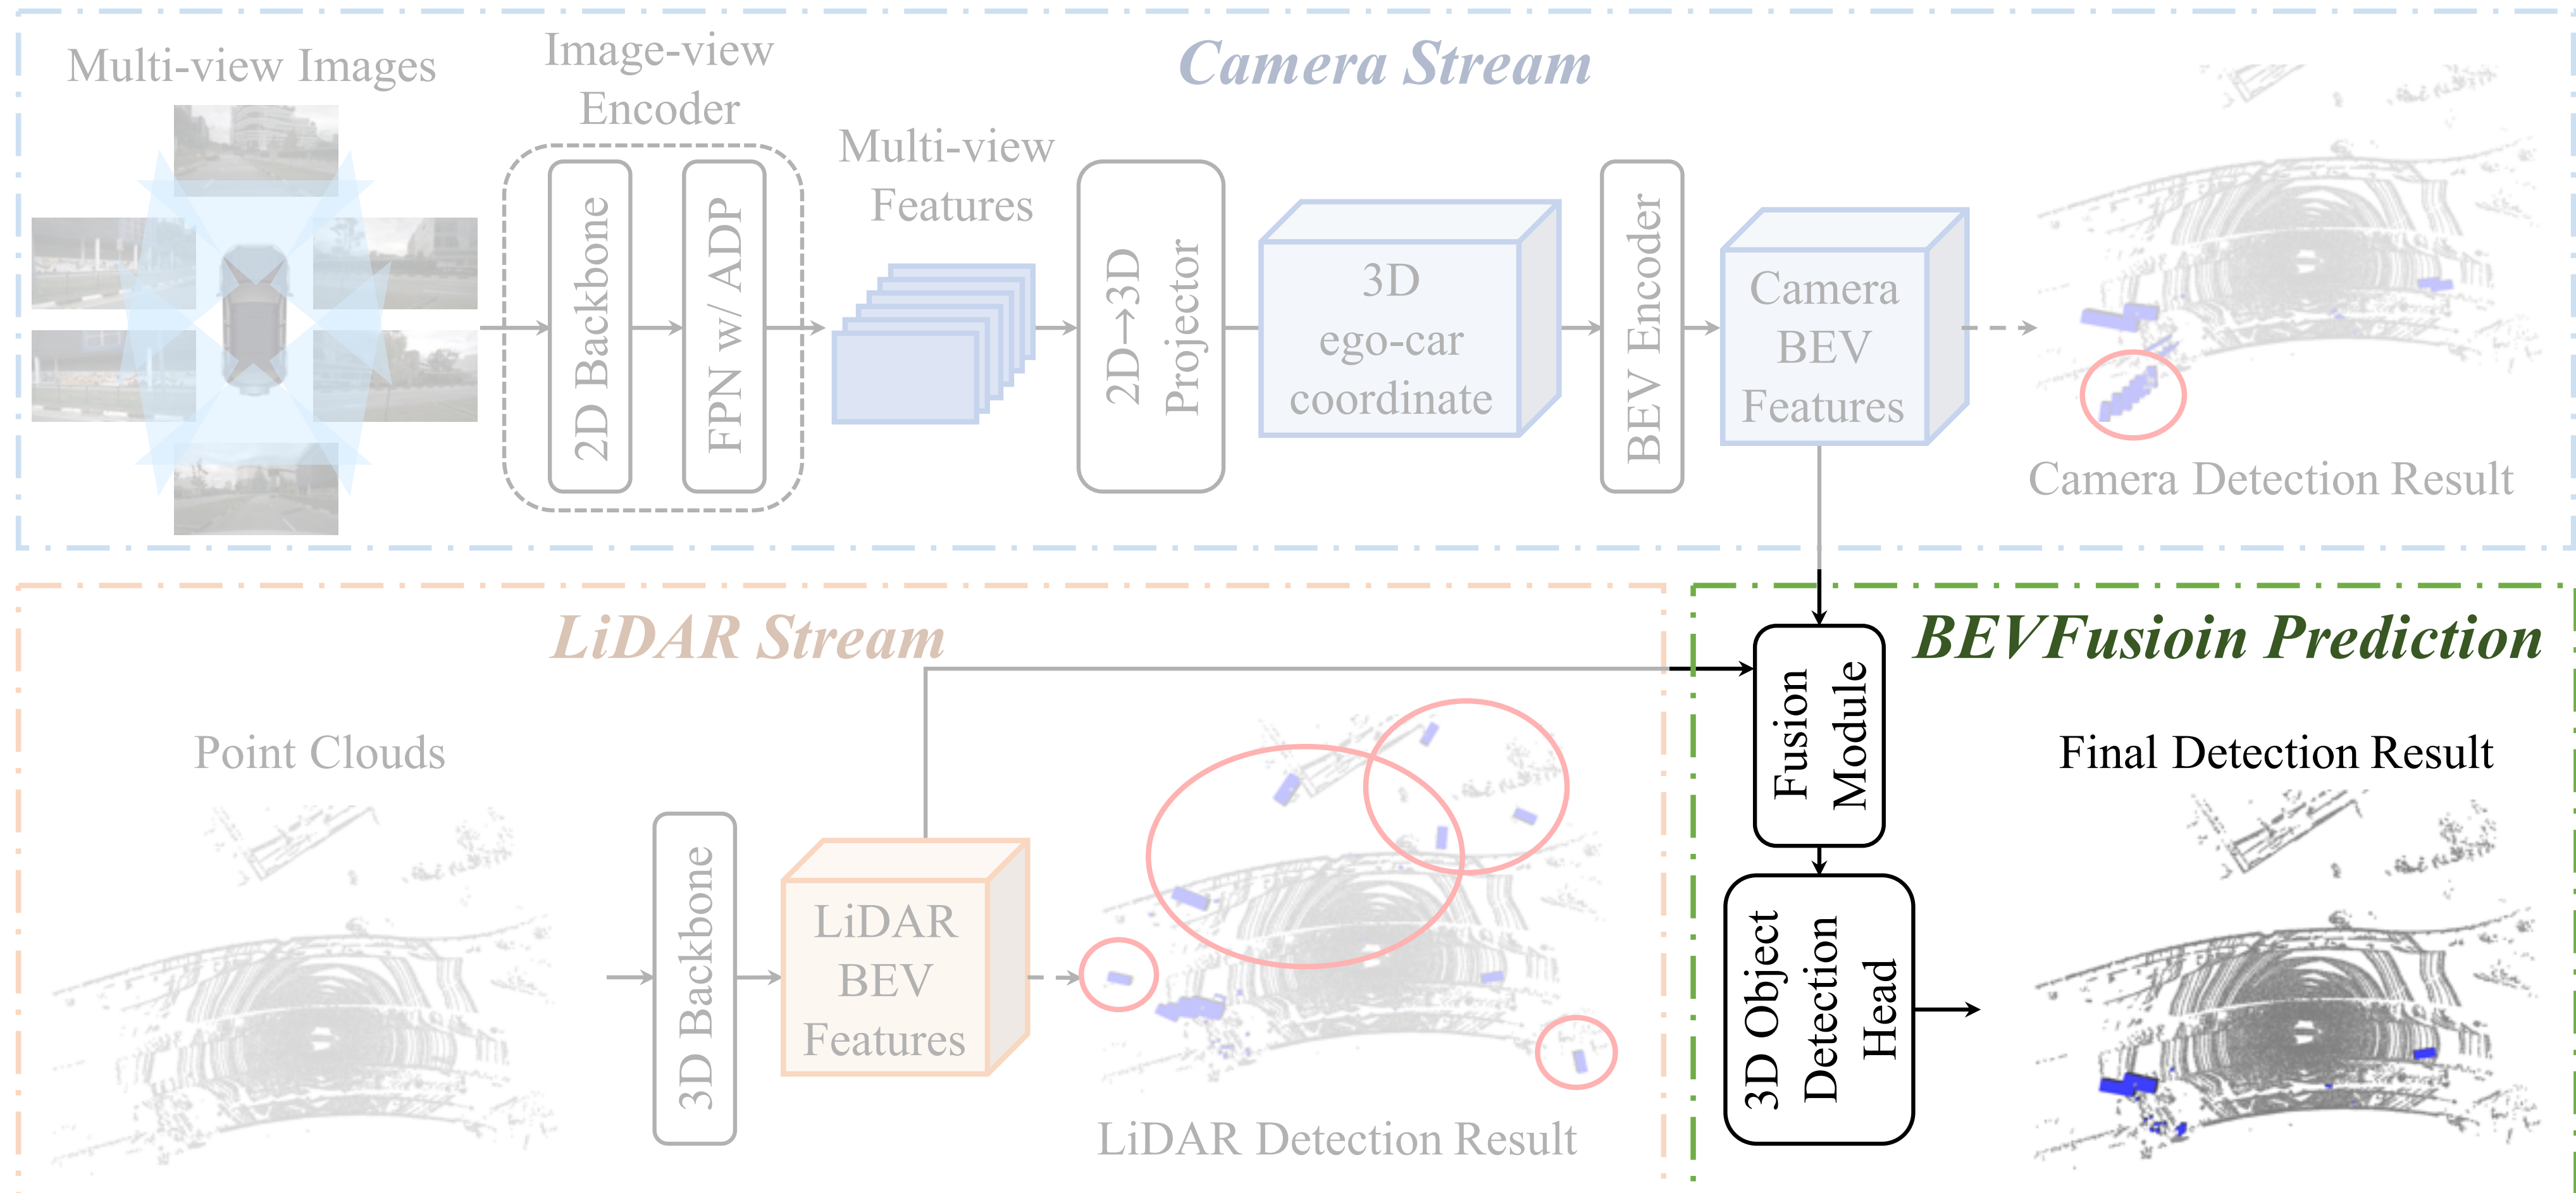 Camera Stream
Multi-view Images
Image-view
Encoder
2D Backbone
FPN w/ ADP
Multi-view
Features
2D→3D
Projector
3D
ego-car
coordinate
BEV Encoder
Camera
BEV
Features
Camera Detection Result
LiDAR Stream
Point Clouds
3D Backbone
LiDAR
BEV
Features
LiDAR Detection Result
BEVFusioin Prediction
Fusion
Module
3D Object
Detection
Head
Final Detection Result